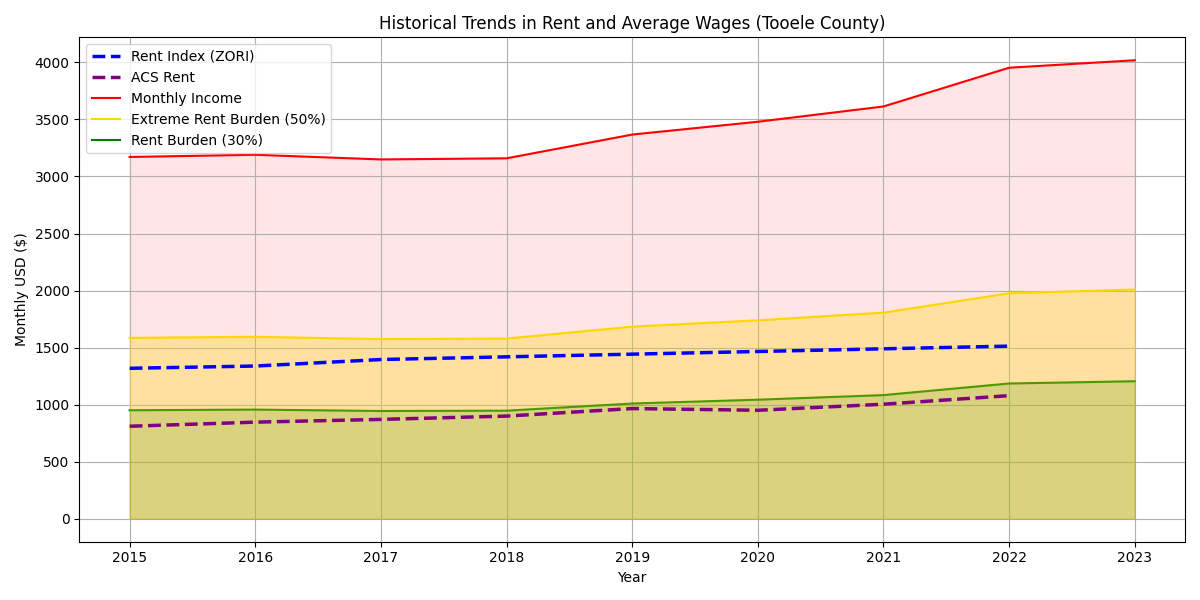 Historical Trends in Rent and Average Wages (Tooele County)
Rent Index (ZORI)
ACS Rent
Monthly Income
Extreme Rent Burden (50%)
Rent Burden (30%)
4000
3500
3000
2500
2000
1500
1000
500
0
Monthly USD ($)
2015 2016 2017 2018 2019 2020 2021 2022 2023
Year